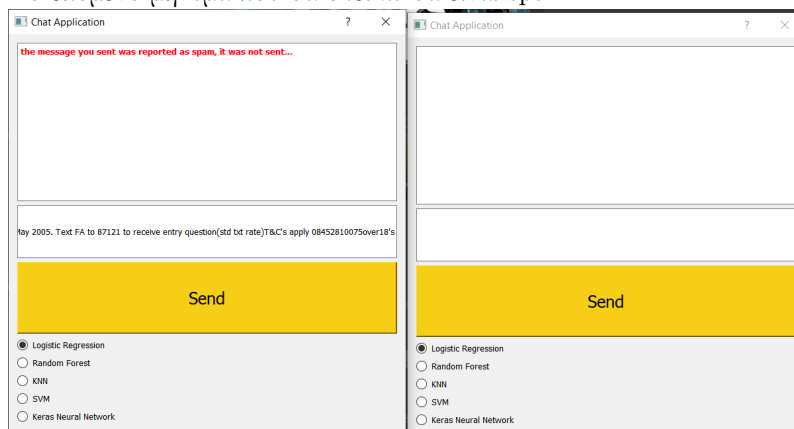 Chat Application ? ×
the message you sent was reported as spam, it was not sent...
May 2005. Text FA to 87121 to receive entry question(std txt rate)T&C's apply 08452810075over18's
Send
Logistic Regression
Random Forest
KNN
SVM
Keras Neural Network
Chat Application ? ×
Send
Logistic Regression
Random Forest
KNN
SVM
Keras Neural Network